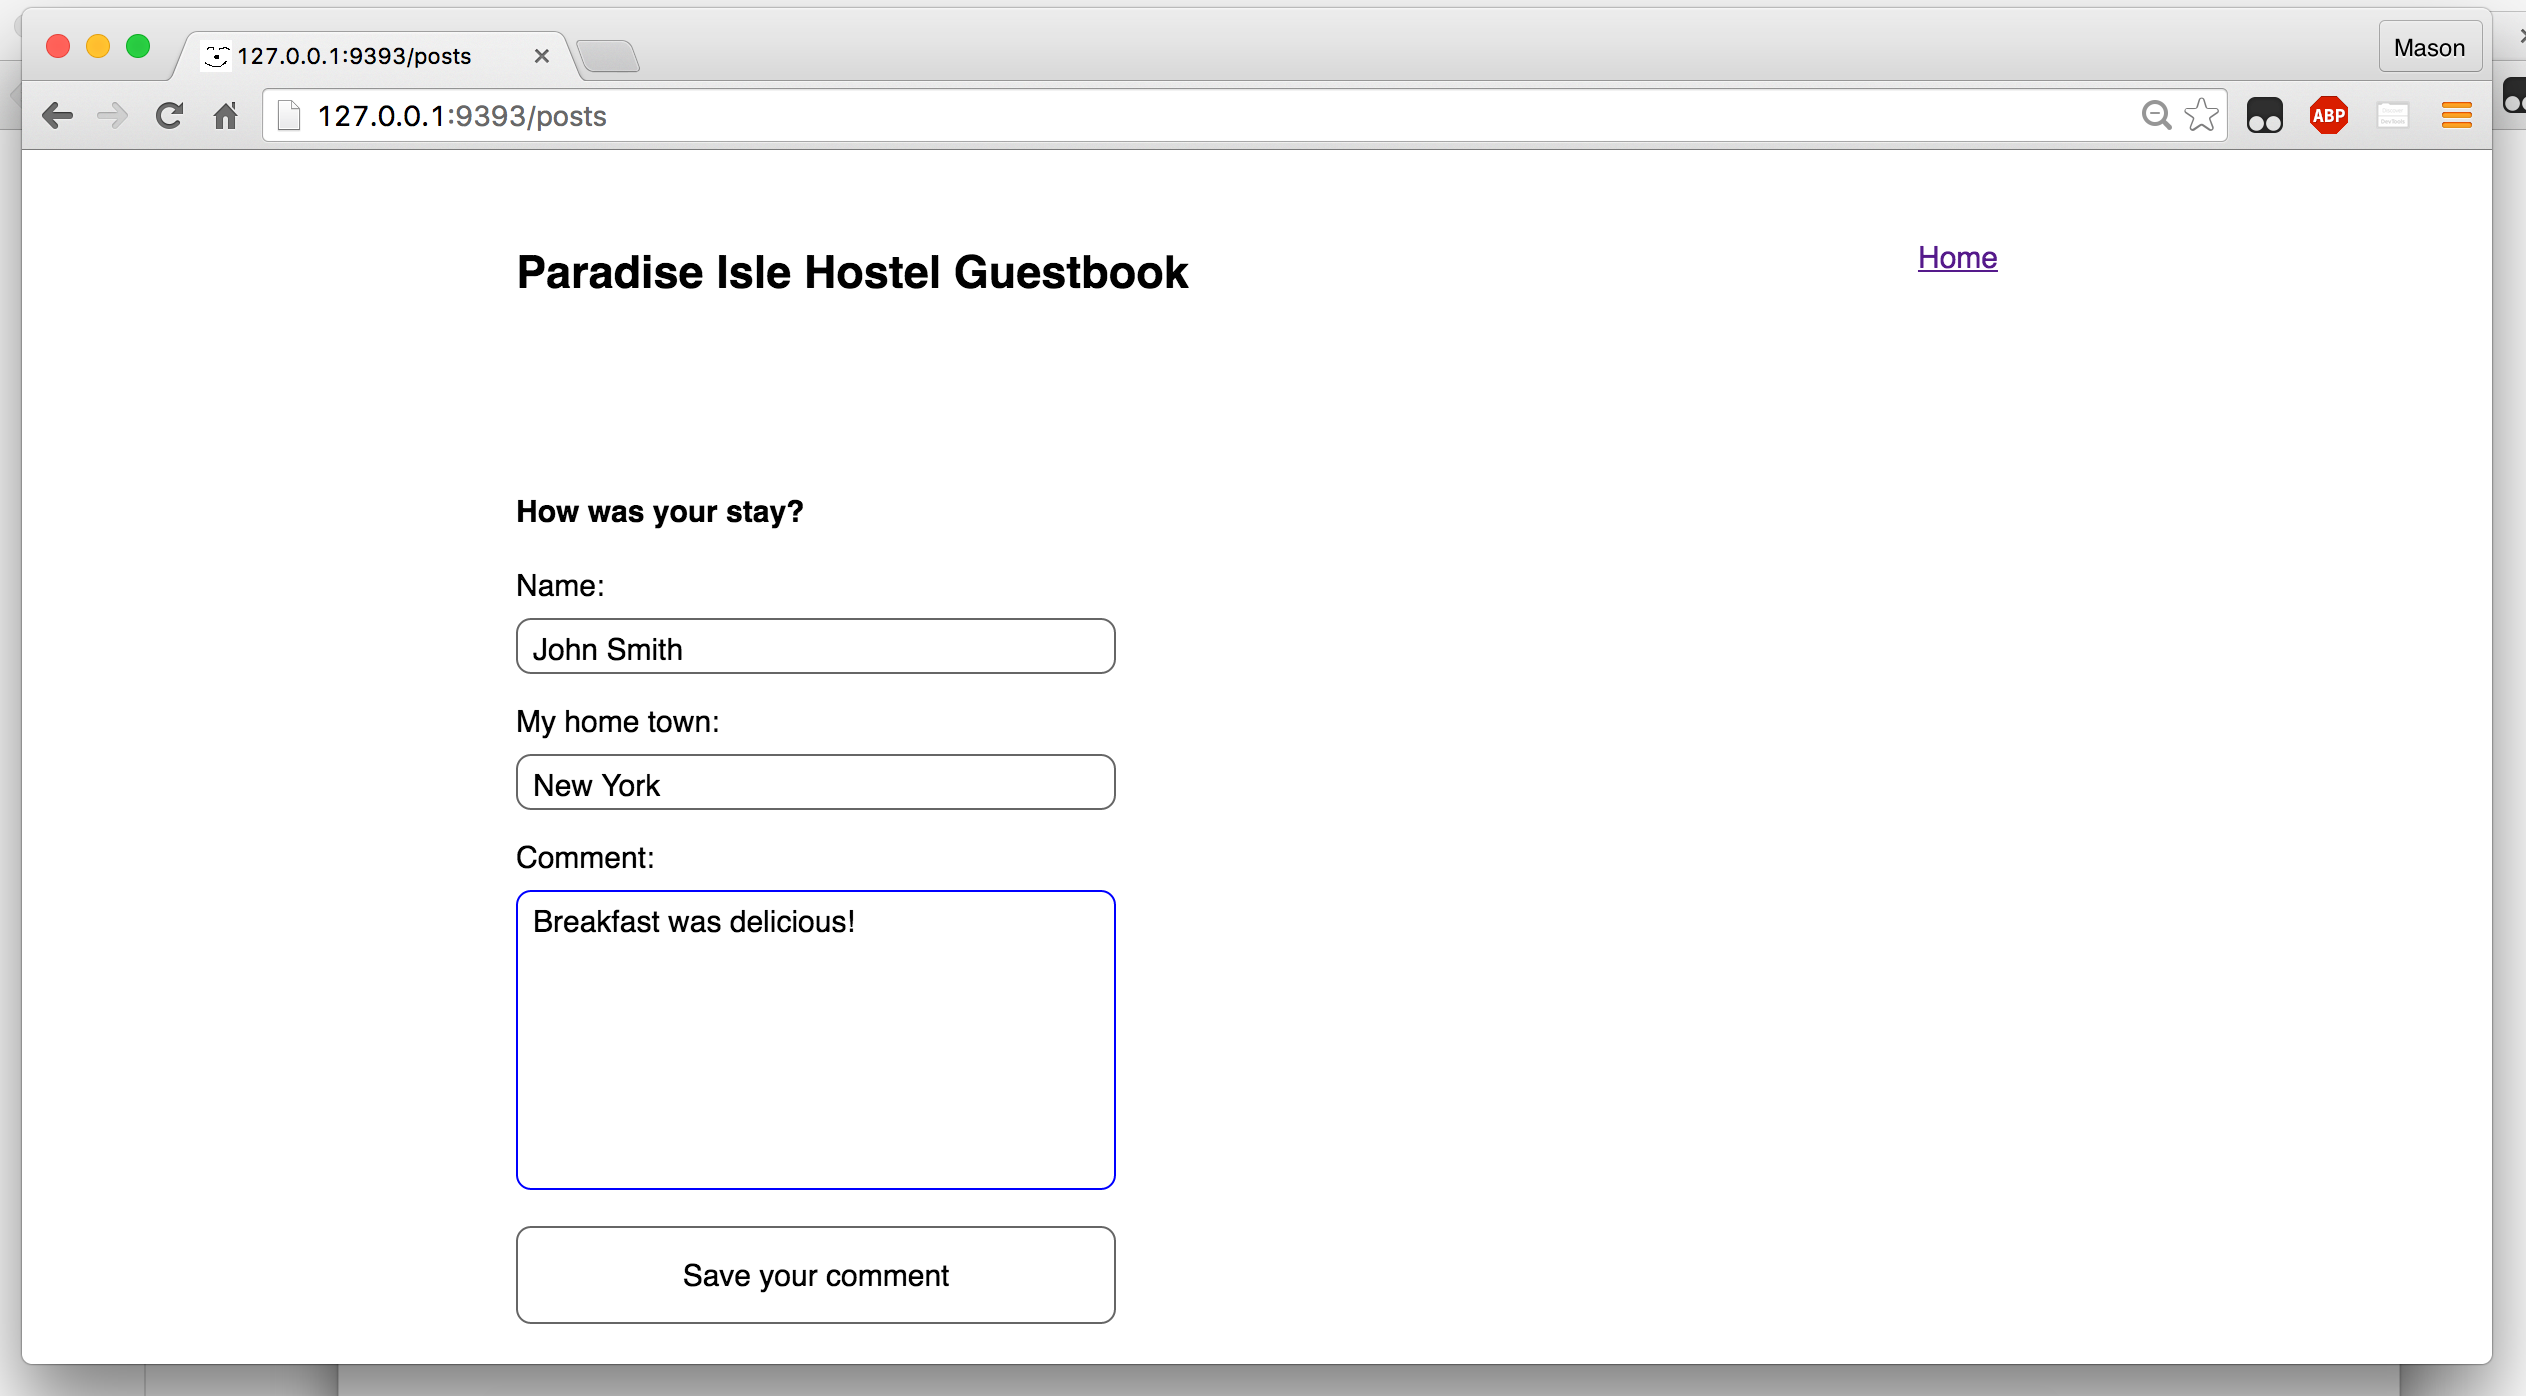 127.0.0.1:9393/posts
Mason
127.0.0.1:9393/posts
ABP
Paradise Isle Hostel Guestbook
Home
How was your stay?
Name:
John Smith
My home town:
New York
Comment:
Breakfast was delicious!
Save your comment